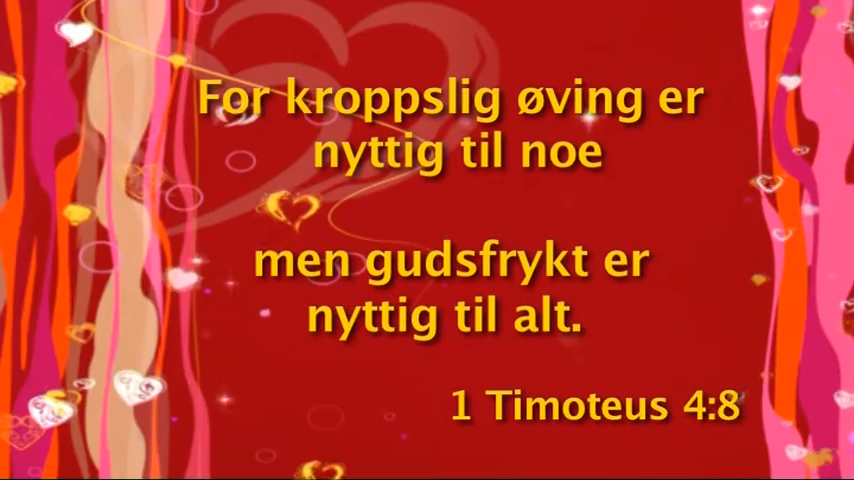 For kroppslig øving er
nyttig til noe
men gudsfrykt er
nyttig til alt.
1 Timoteus 4:8